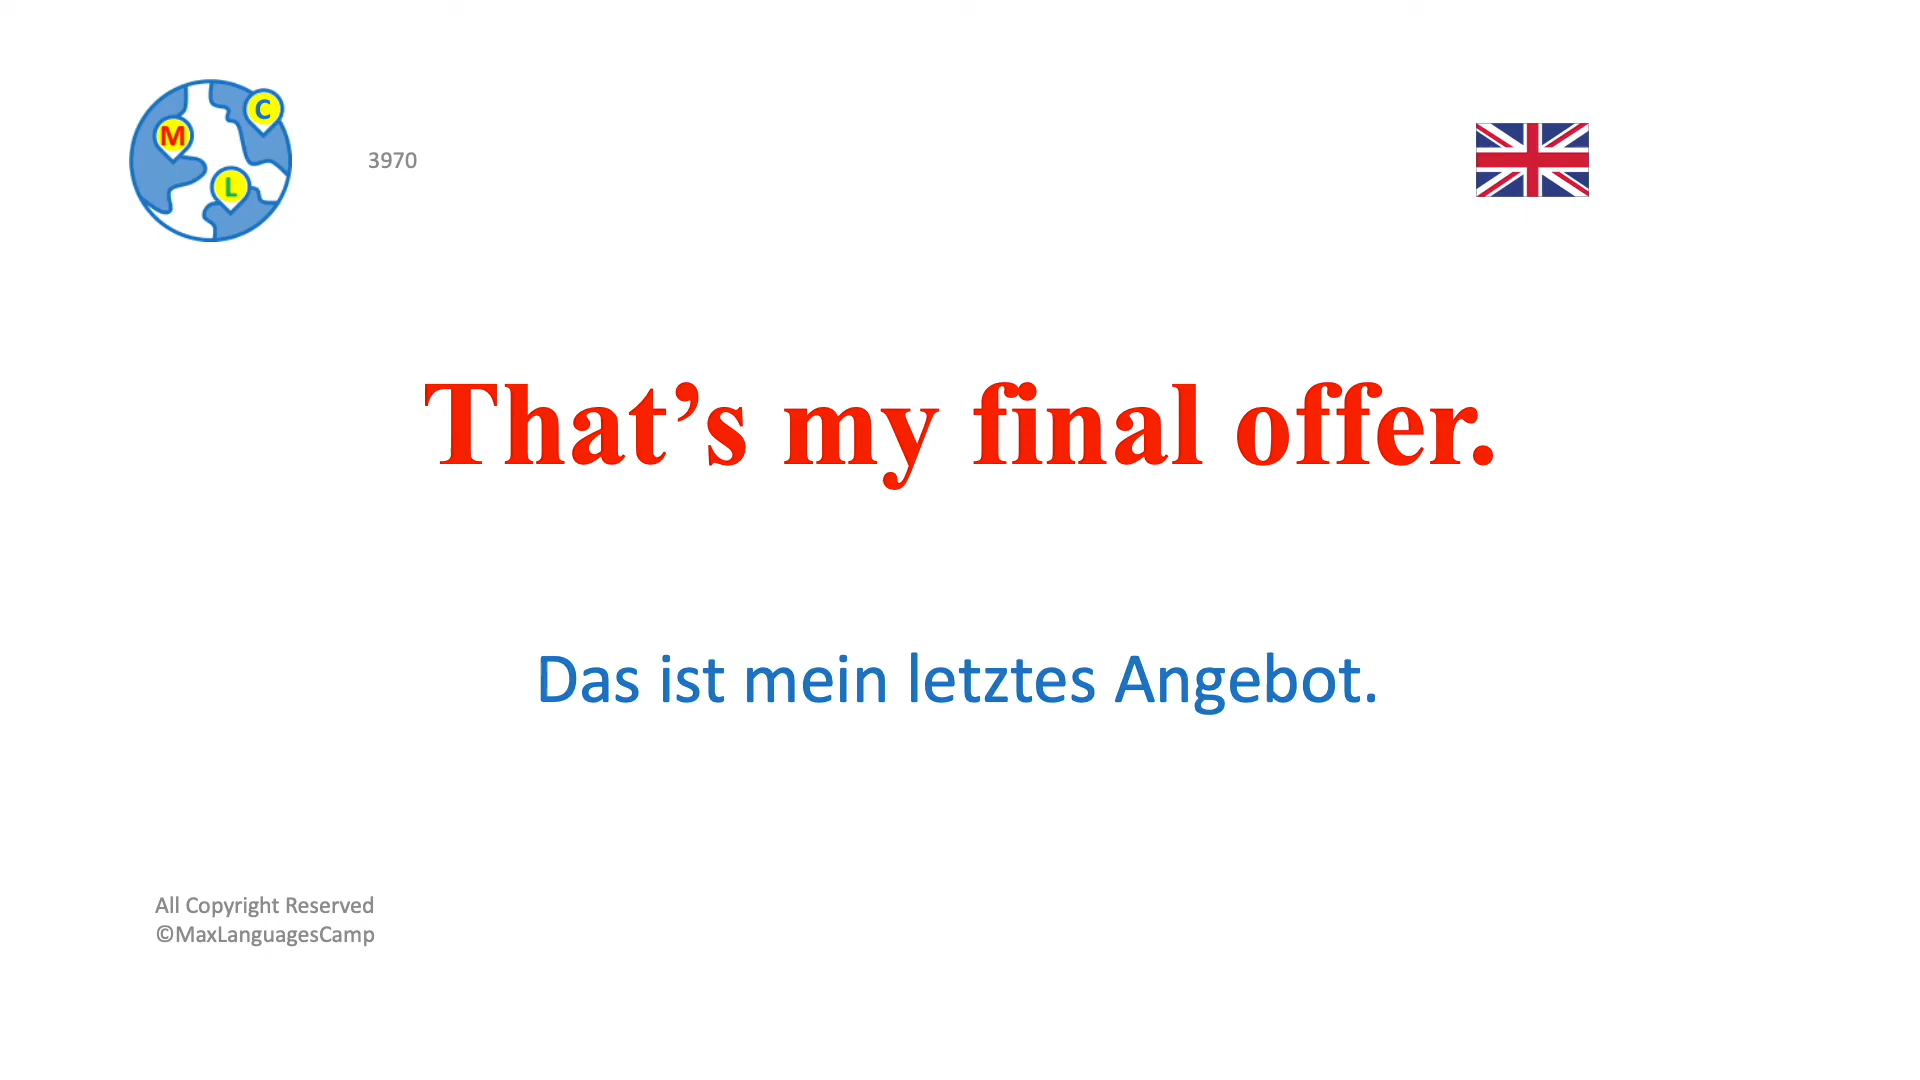 C
M
3970
L
That’s my final offer.
Das ist mein letztes Angebot.
All Copyright Reserved
©MaxLanguagesCamp